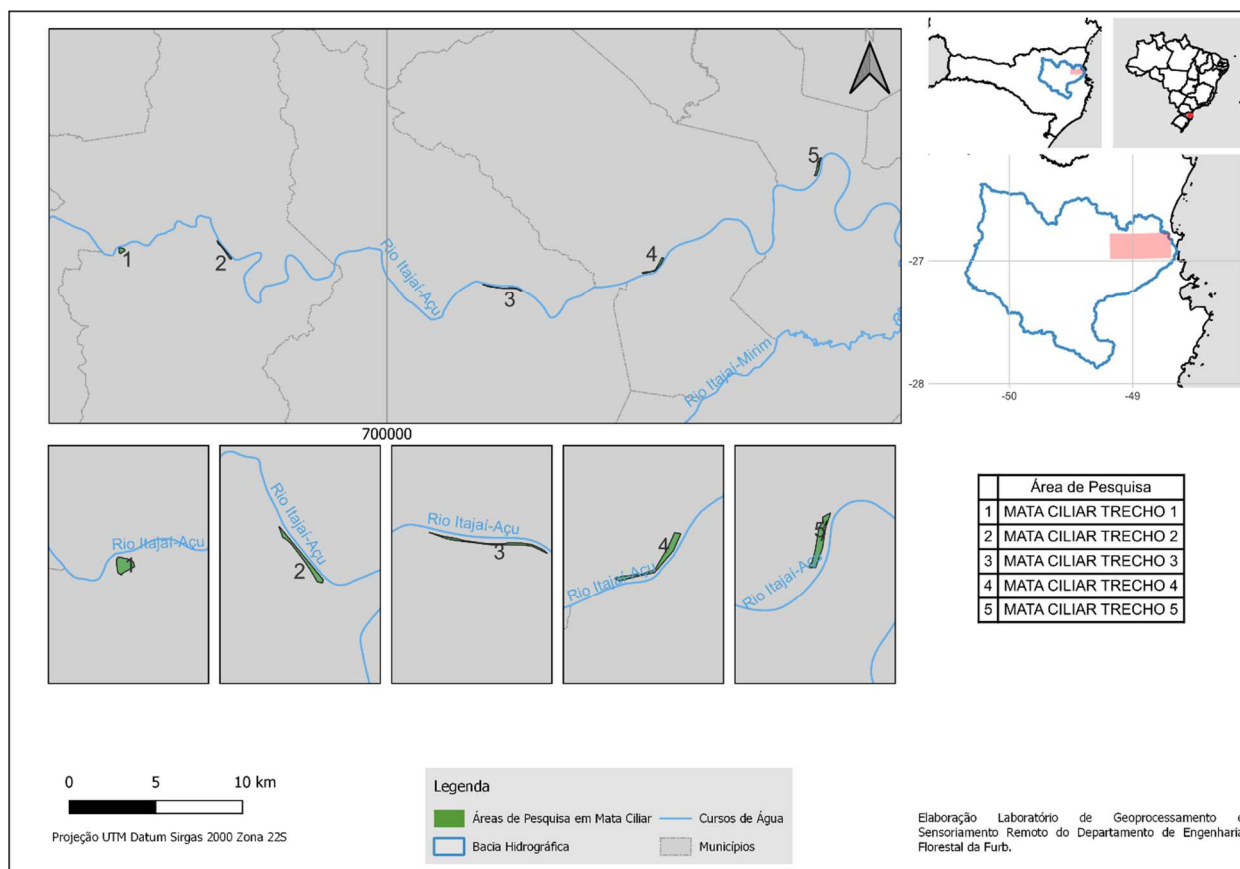 N
1
2
3
4
5
Rio Itajaí-Açu
Rio Itajaí-Mirim
700000
-27
-28
-50
-49
Rio Itajaí-Açu
1
Rio Itajaí-Açu
2
Rio Itajaí-Açu
3
Rio Itajaí-Açu
4
Rio Itajaí-Açu
5
Área de Pesquisa
1 MATA CILIAR TRECHO 1
2 MATA CILIAR TRECHO 2
3 MATA CILIAR TRECHO 3
4 MATA CILIAR TRECHO 4
5 MATA CILIAR TRECHO 5
0 5 10 km
Projeção UTM Datum Sirgas 2000 Zona 22S
Legenda
Áreas de Pesquisa em Mata Ciliar
Cursos de Água
Bacia Hidrográfica
Municípios
Elaboração Laboratório de Geoprocessamento e
Sensoriamento Remoto do Departamento de Engenharia
Florestal da Furb.